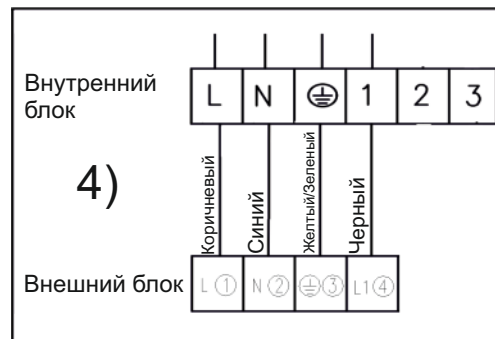 Внутренний
блок
L N ⏚ 1 2 3
4)
Коричневый
Синий
Желтый/Зеленый
Черный
Внешний блок
L ① N ② ⏚ ③ L1 ④